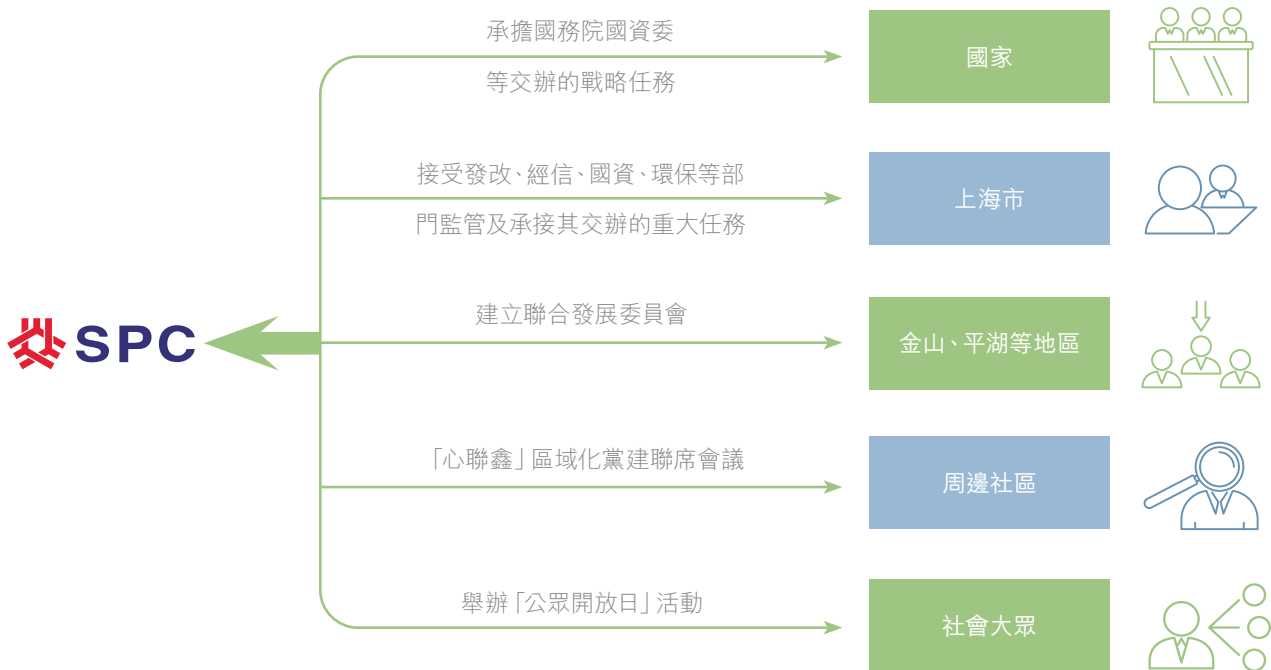 承擔國務院國資委
等交辦的戰略任務
國家
接受發改、經信、國資、環保等部
門監管及承接其交辦的重大任務
上海市
SPC
建立聯合發展委員會
金山、平湖等地區
「心聯鑫」區域化黨建聯席會議
周邊社區
舉辦「公眾開放日」活動
社會大眾